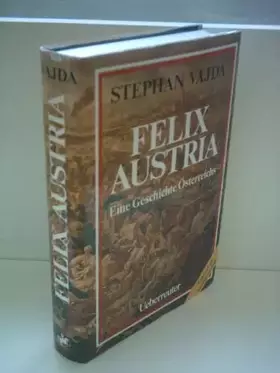 VAJDA
FELIX AUSTRIA
STEPHAN VAJDA
FELIX
AUSTRIA
Eine Geschichte Österreichs
Ueberreuter